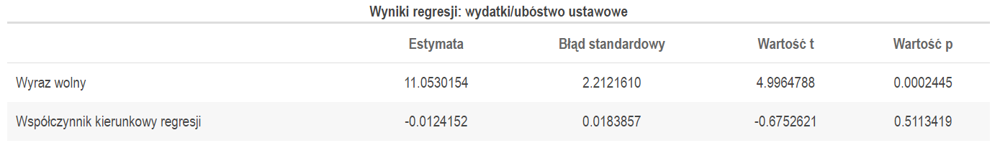 Wyniki regresji: wydatki/ubóstwo ustawowe
Estymata Błąd standardowy Wartość t Wartość p
Wyraz wolny 11.0530154 2.2121610 4.9964788 0.0002445
Współczynnik kierunkowy regresji -0.0124152 0.0183857 -0.6752621 0.5113419